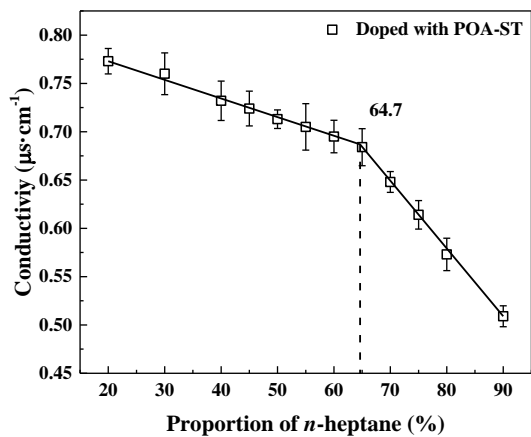 Doped with POA-ST
64.7
0.80
0.75
0.70
0.65
0.60
0.55
0.50
0.45
Conductiviy (μs·cm⁻¹)
20 30 40 50 60 70 80 90
Proportion of n-heptane (%)